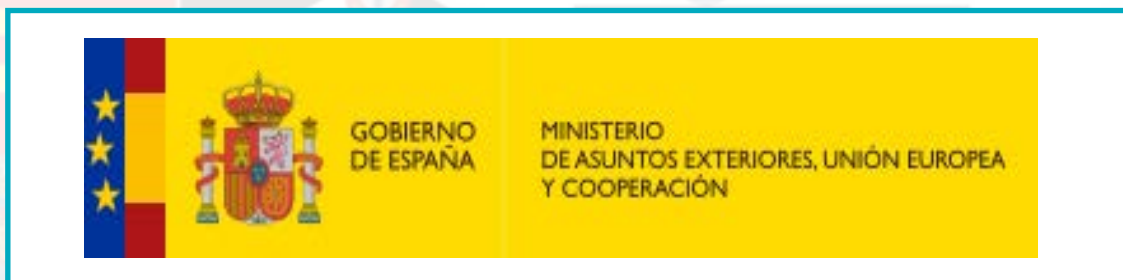 GOBIERNO
DE ESPAÑA
MINISTERIO
DE ASUNTOS EXTERIORES, UNIÓN EUROPEA
Y COOPERACIÓN